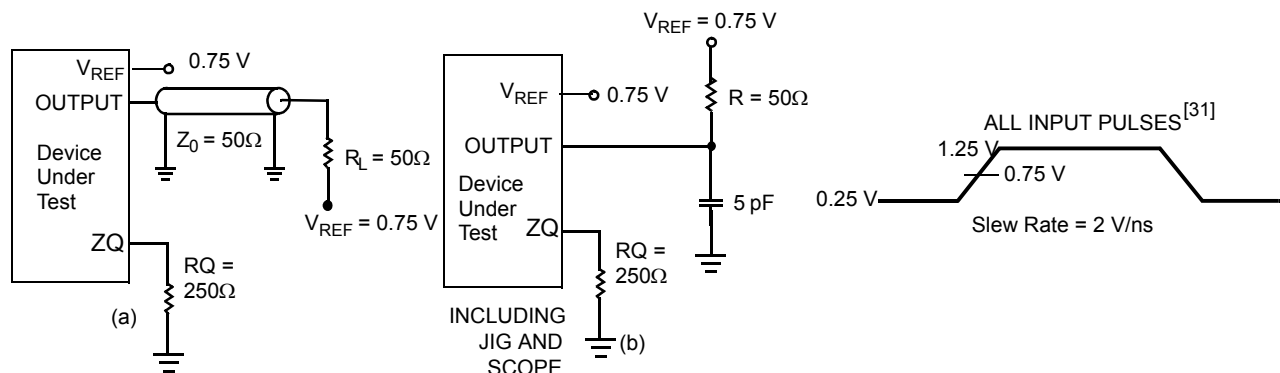 V_REF 0.75 V
OUTPUT
Z_0 = 50Ω
Device
Under
Test
R_L = 50Ω
V_REF = 0.75 V
ZQ
RQ =
250Ω
(a)
V_REF = 0.75 V
R = 50Ω
V_REF 0.75 V
OUTPUT
Device
Under
Test
5 pF
ZQ
RQ =
250Ω
INCLUDING
JIG AND
SCOPE
(b)
ALL INPUT PULSES[31]
1.25 V
0.75 V
0.25 V
Slew Rate = 2 V/ns